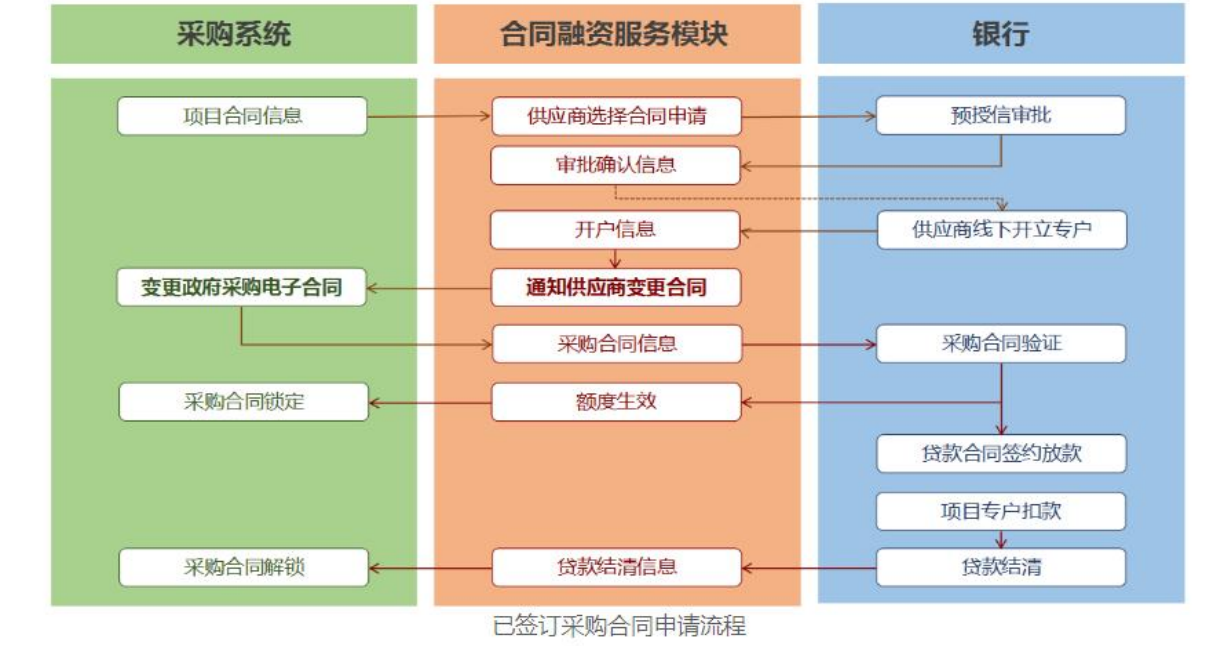 采购系统 合同融资服务模块 银行
项目合同信息 供应商选择合同申请 预授信审批
审批确认信息
开户信息 供应商线下开立专户
变更政府采购电子合同 通知供应商变更合同
采购合同信息 采购合同验证
采购合同锁定 额度生效
贷款合同签约放款
项目专户扣款
采购合同解锁 贷款结清信息 贷款结清
已签订采购合同申请流程